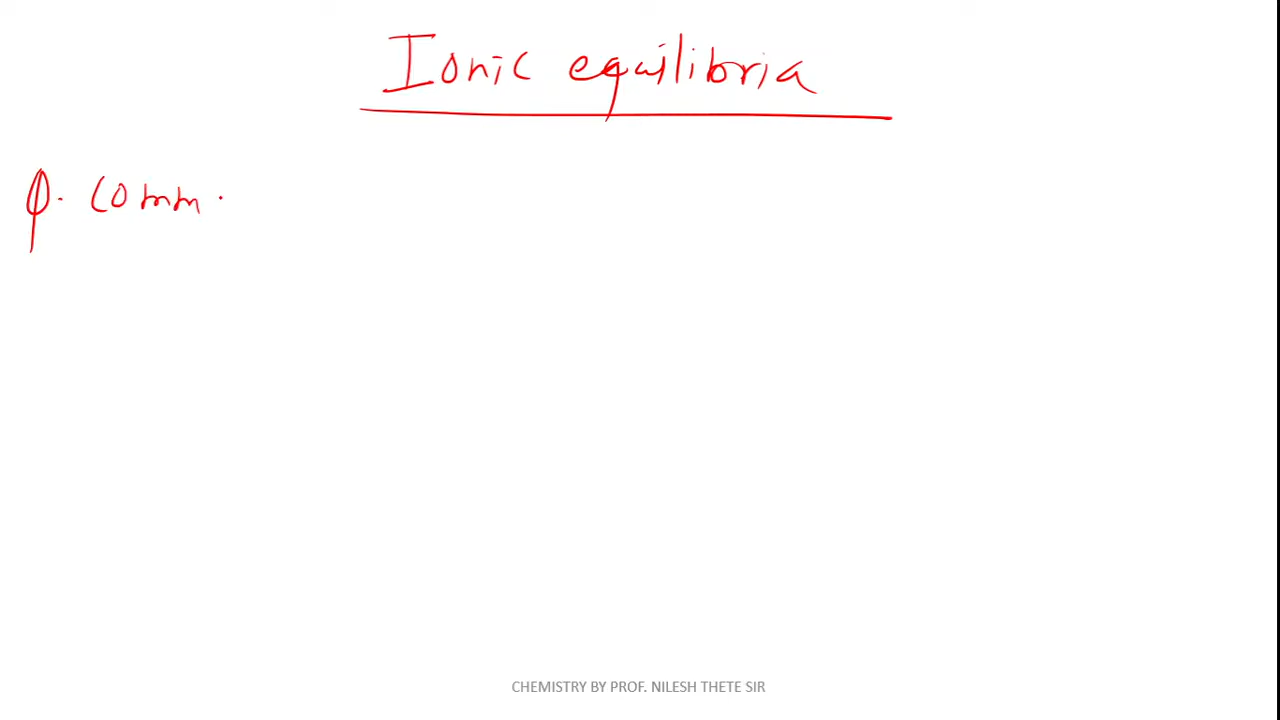 Ionic equilibria
Q. Comm.
CHEMISTRY BY PROF. NILESH THETE SIR